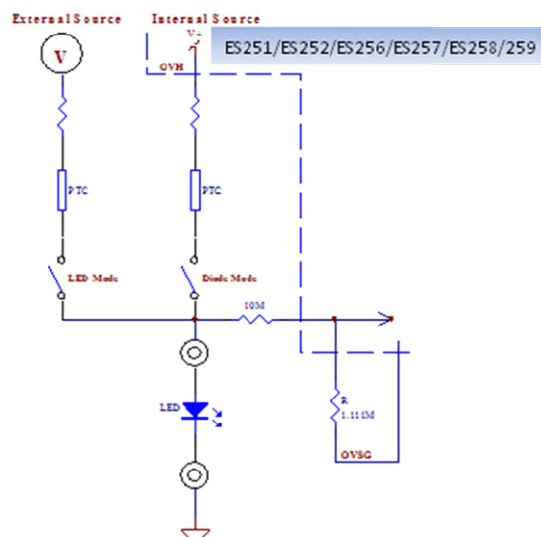 External Source
Internal Source
V+
ES251/ES252/ES256/ES257/ES258/259
V
OVH
PTC
PTC
LED Mode
Diode Mode
10M
LED
R
1.111M
OVSG